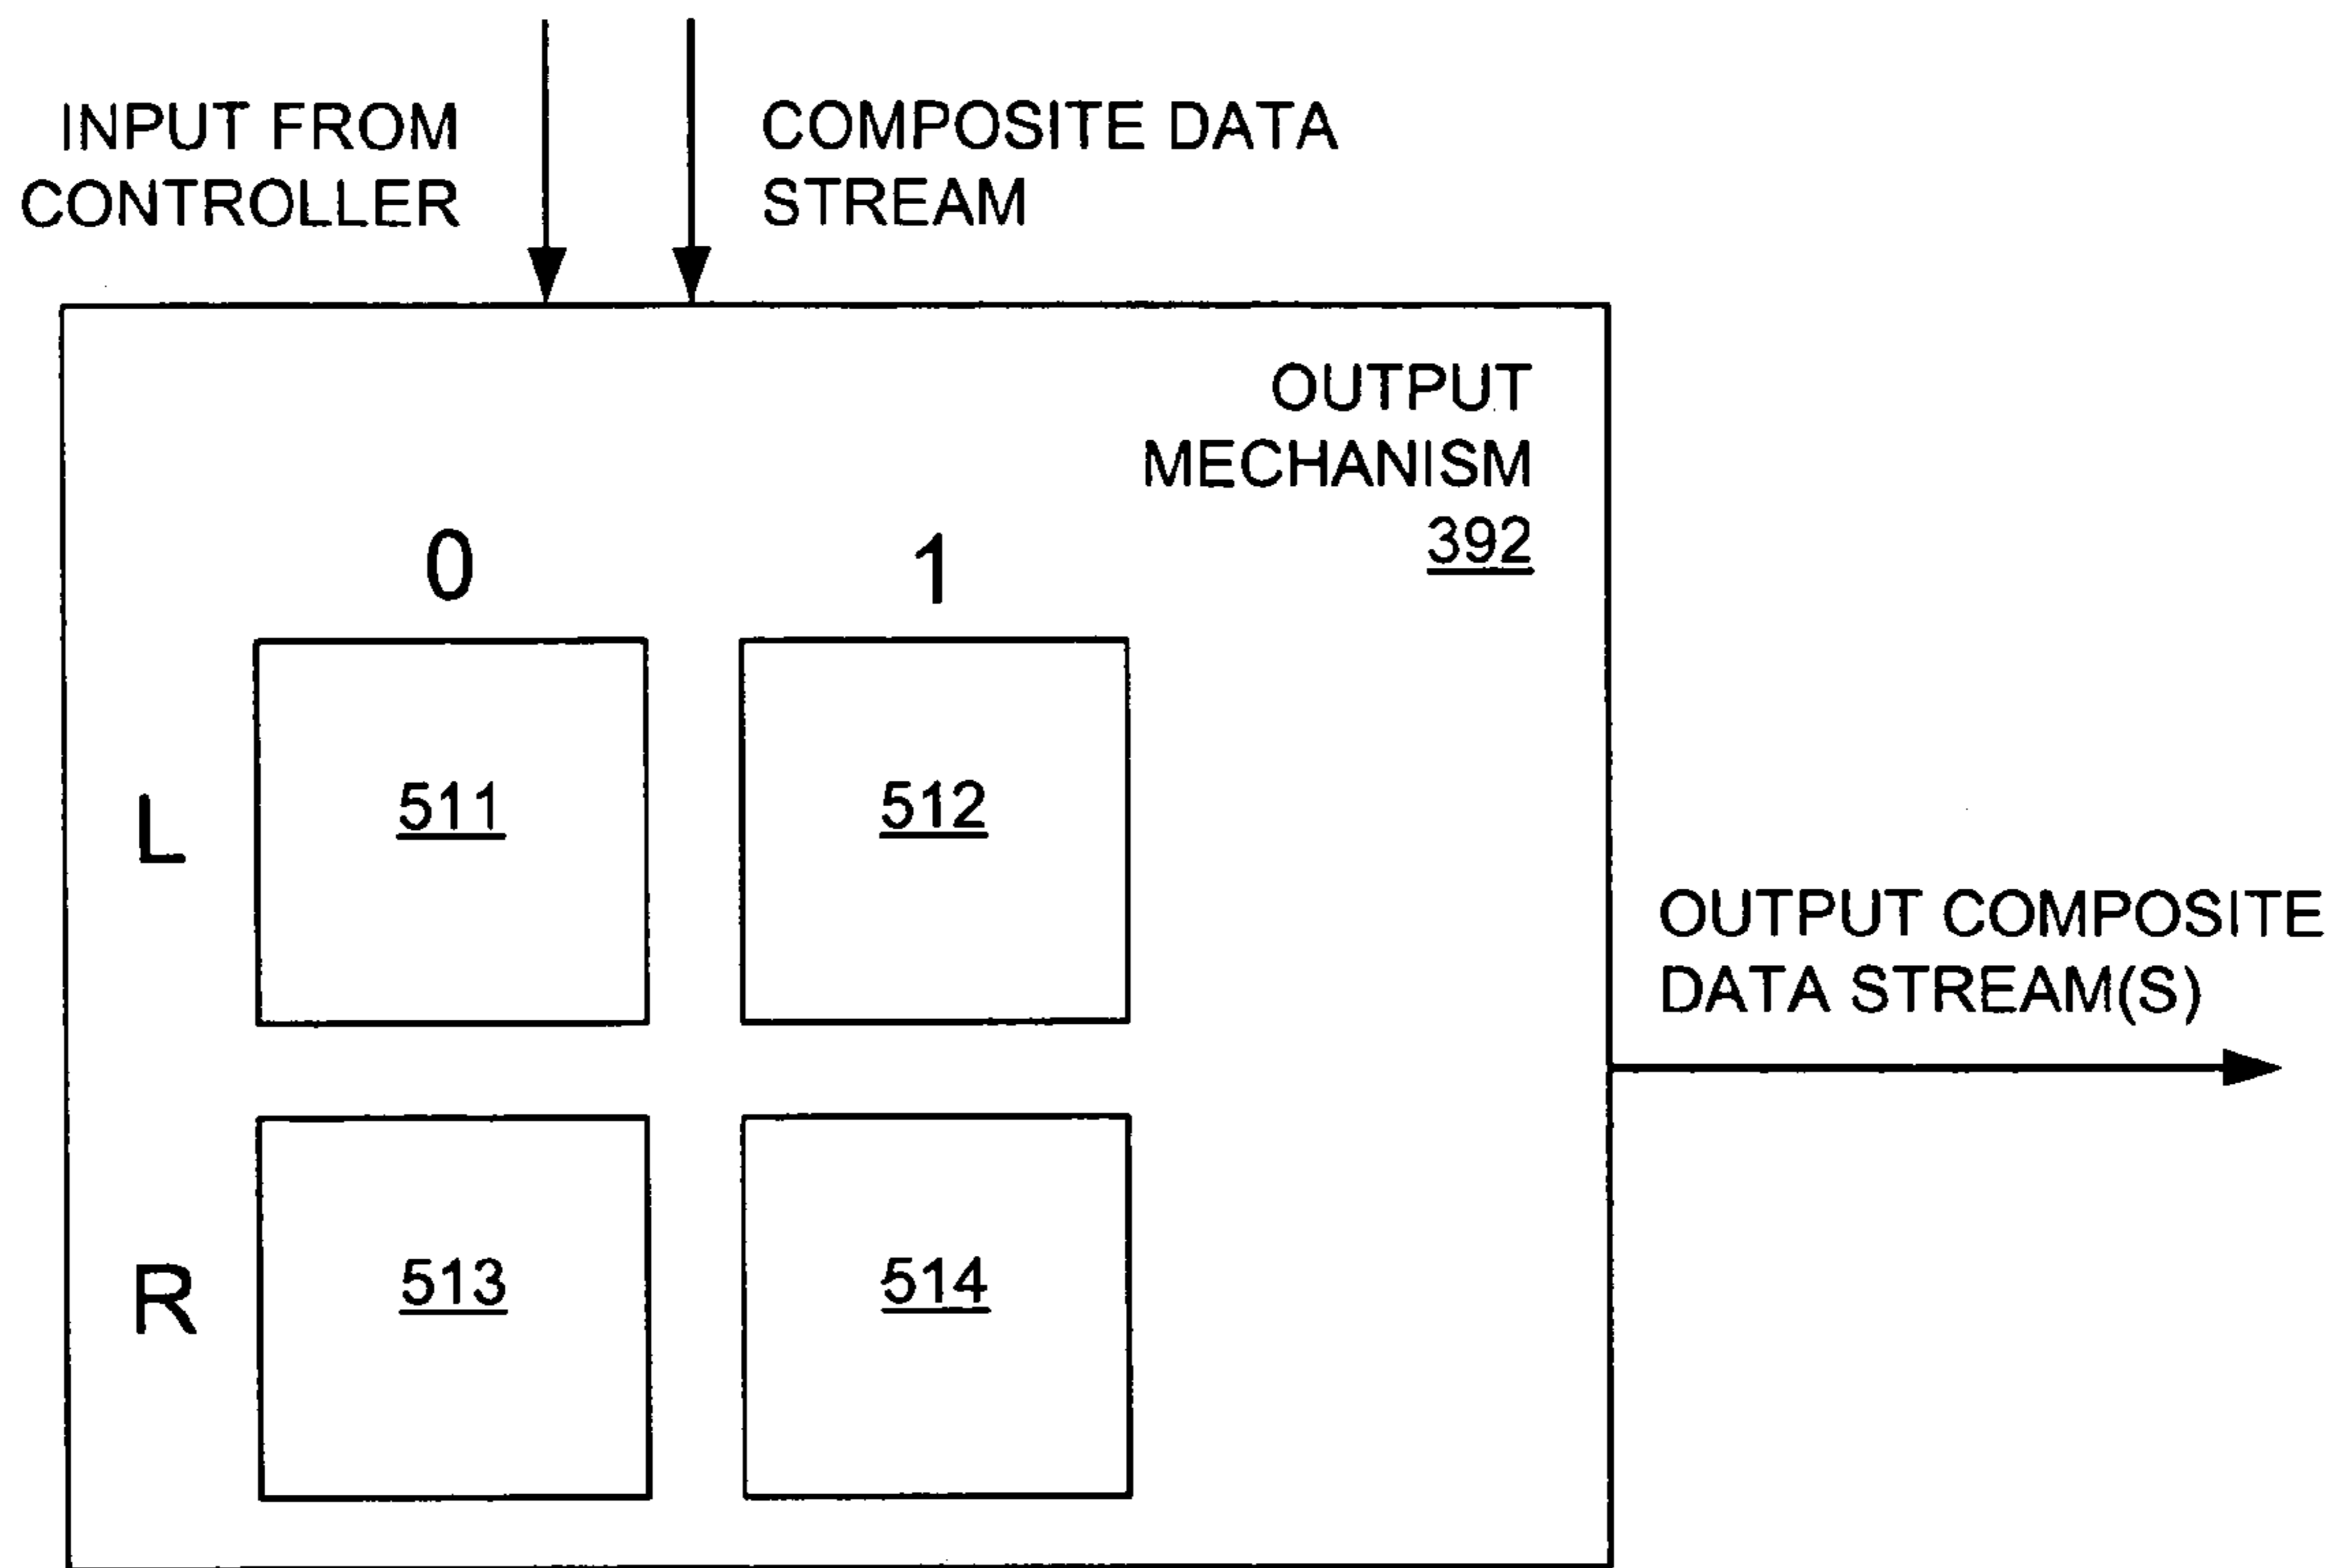 INPUT FROM
CONTROLLER
COMPOSITE DATA
STREAM
OUTPUT
MECHANISM
392
0 1
L 511 512
OUTPUT COMPOSITE
DATA STREAM(S)
R 513 514